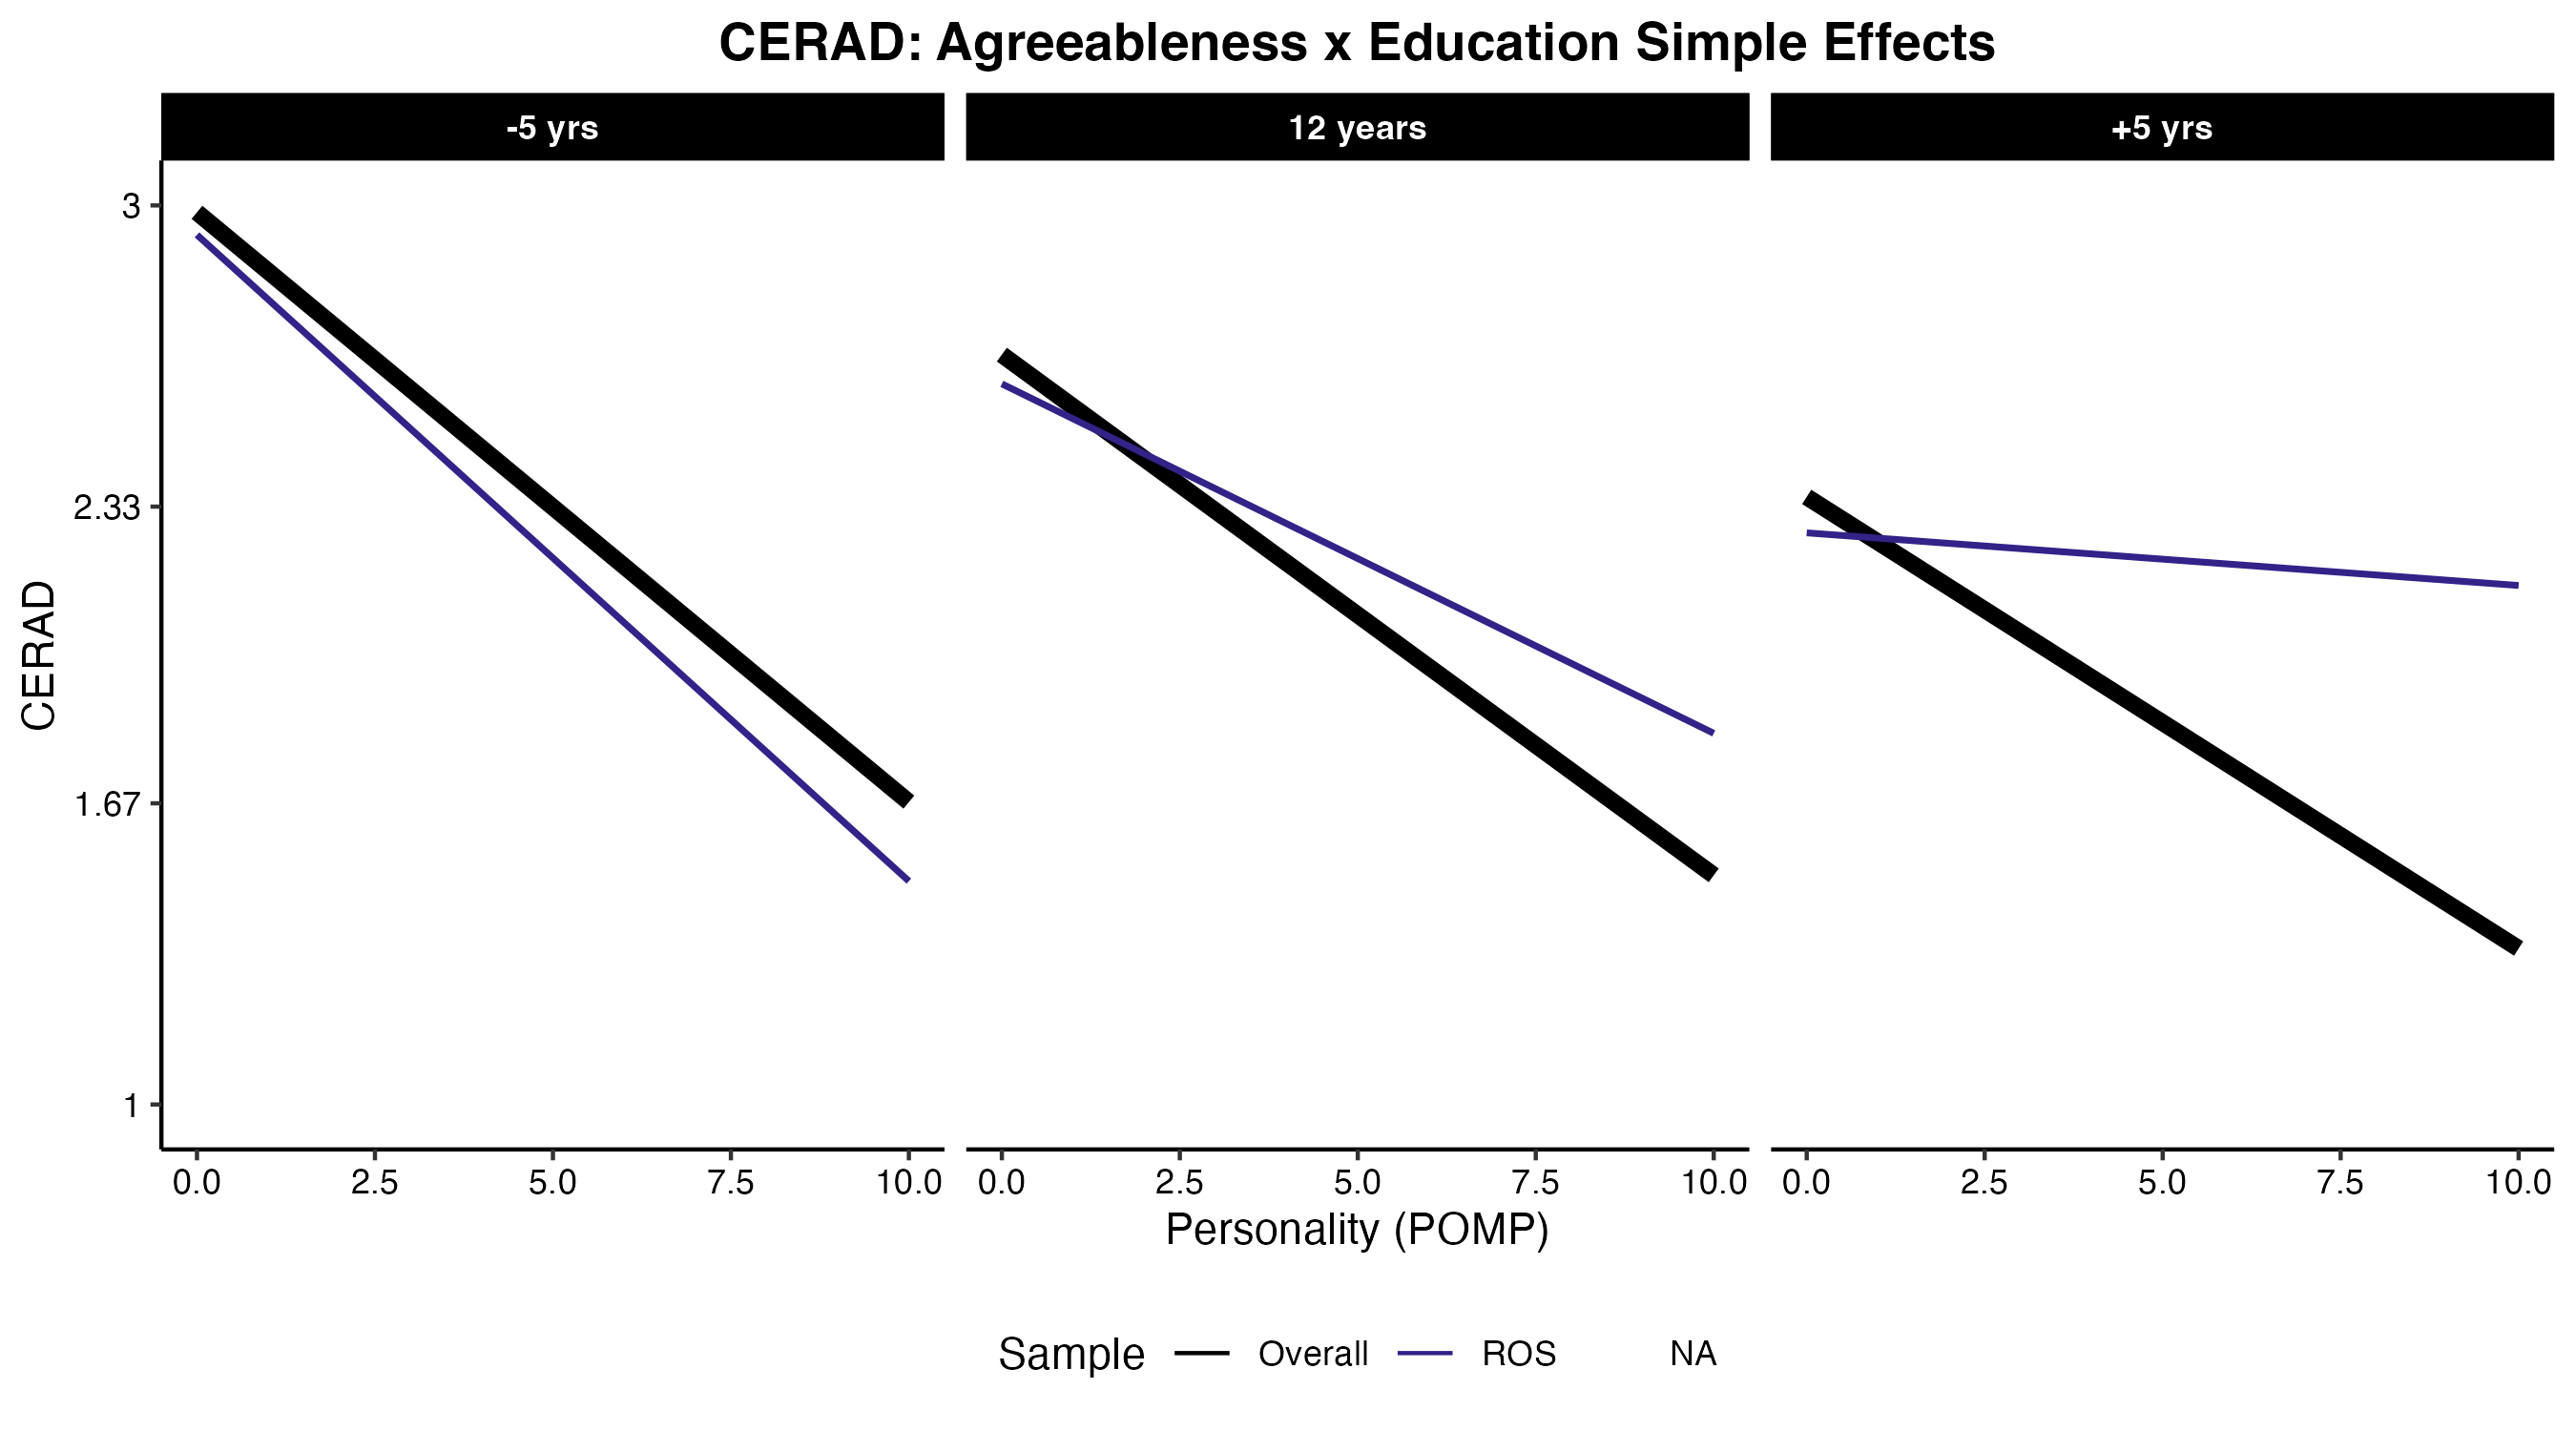 CERAD: Agreeableness x Education Simple Effects
-5 yrs 12 years +5 yrs
3
2.33
1.67
1
CERAD
0.0 2.5 5.0 7.5 10.0 0.0 2.5 5.0 7.5 10.0 0.0 2.5 5.0 7.5 10.0
Personality (POMP)
Sample Overall ROS NA